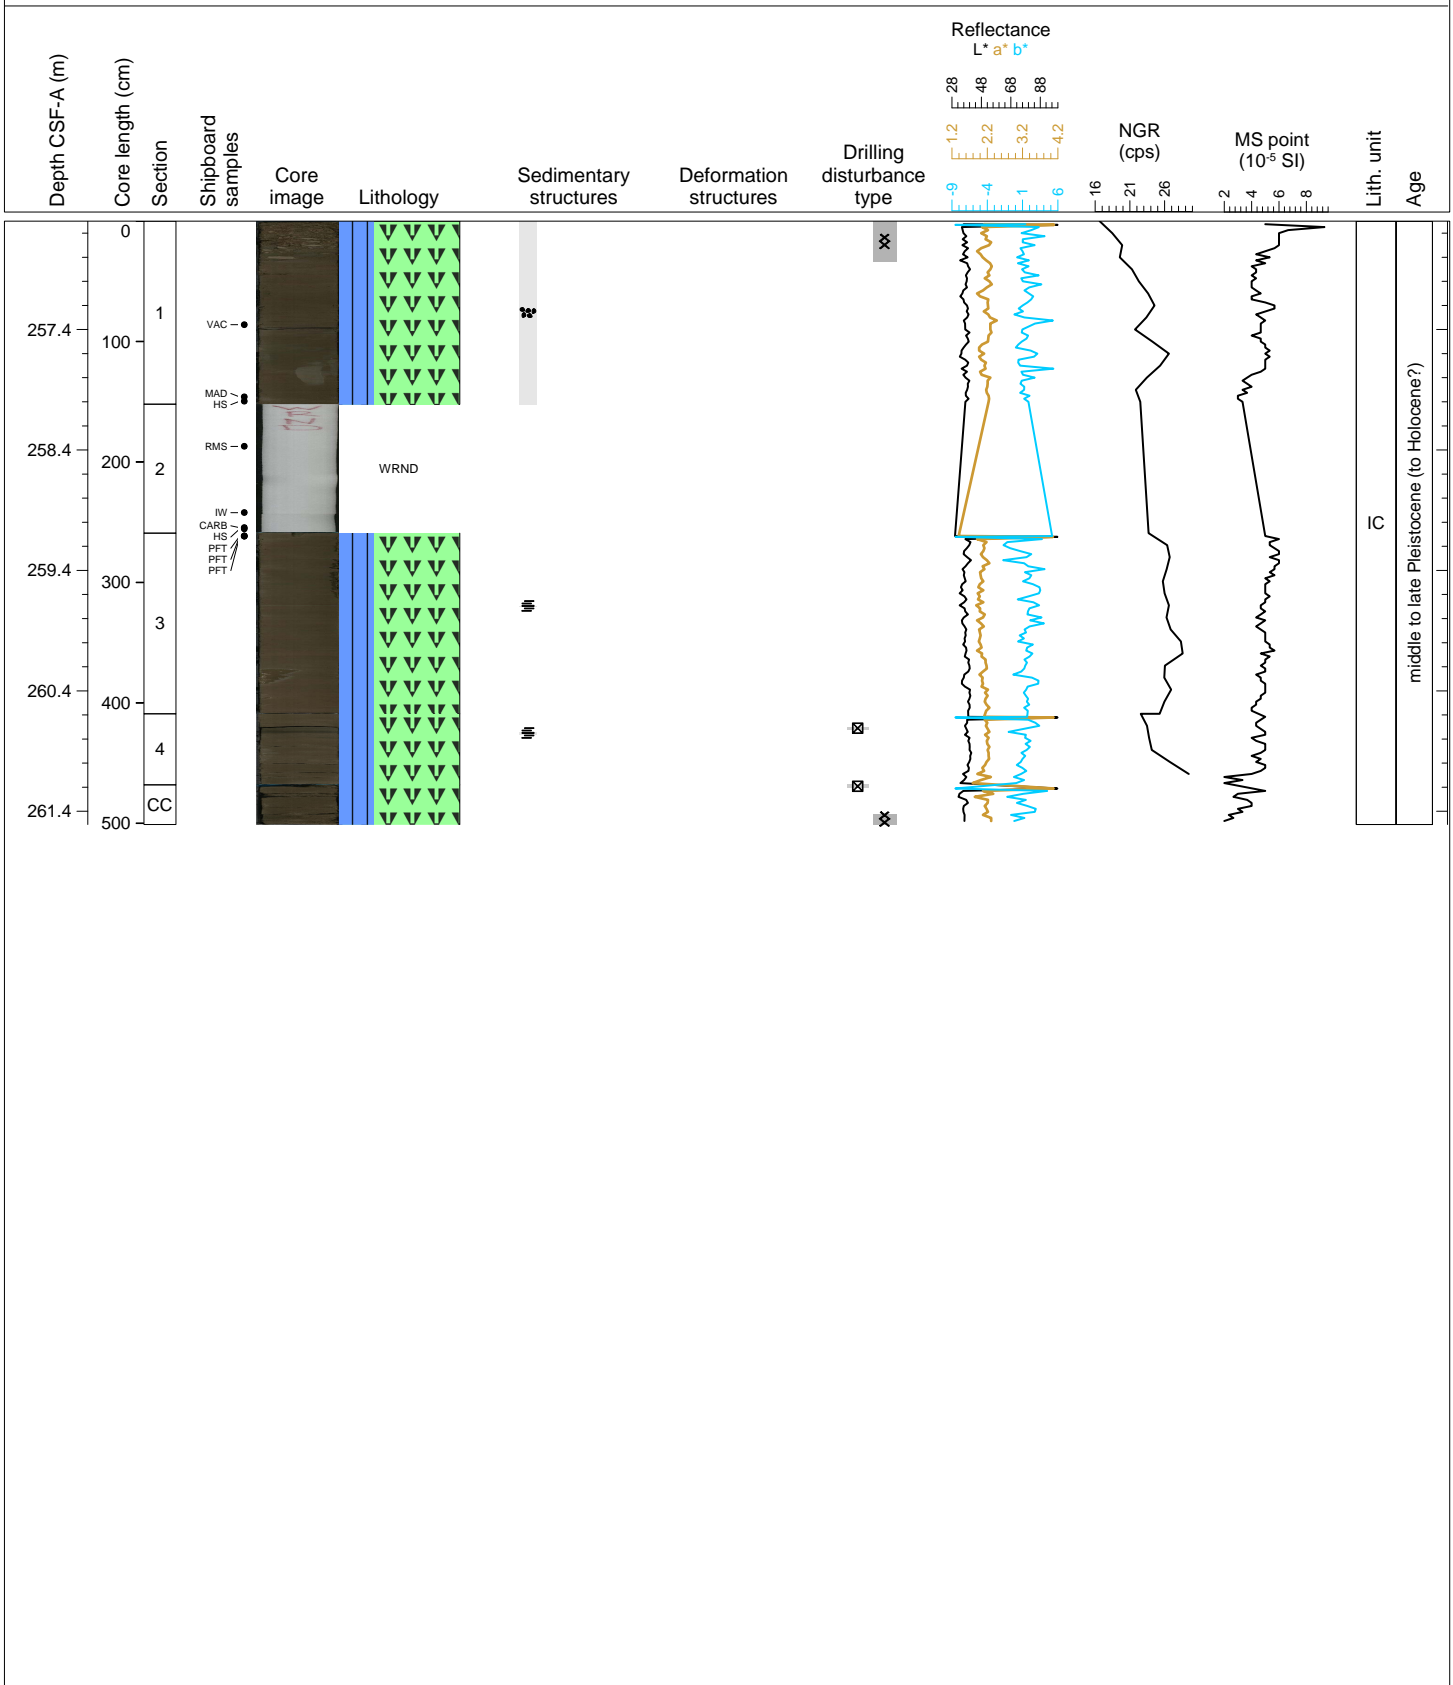 Depth CSF-A (m)
Core length (cm)
Section
Shipboard
samples
Core
image
Lithology
Sedimentary
structures
Deformation
structures
Drilling
disturbance
type
Reflectance
L* a* b*
28 48 68 88
1.2 2.2 3.2 4.2
-9 -4 1 6
NGR
(cps)
16 21 26
MS point
(10-5 SI)
2 4 6 8
Lith. unit
Age
0
1
VAC
257.4
100
MAD
HS
RMS
258.4
200
2
WRND
IW
CARB
HS
PFT
PFT
PFT
259.4
300
3
260.4
400
4
CC
261.4
500
IC
middle to late Pleistocene (to Holocene?)